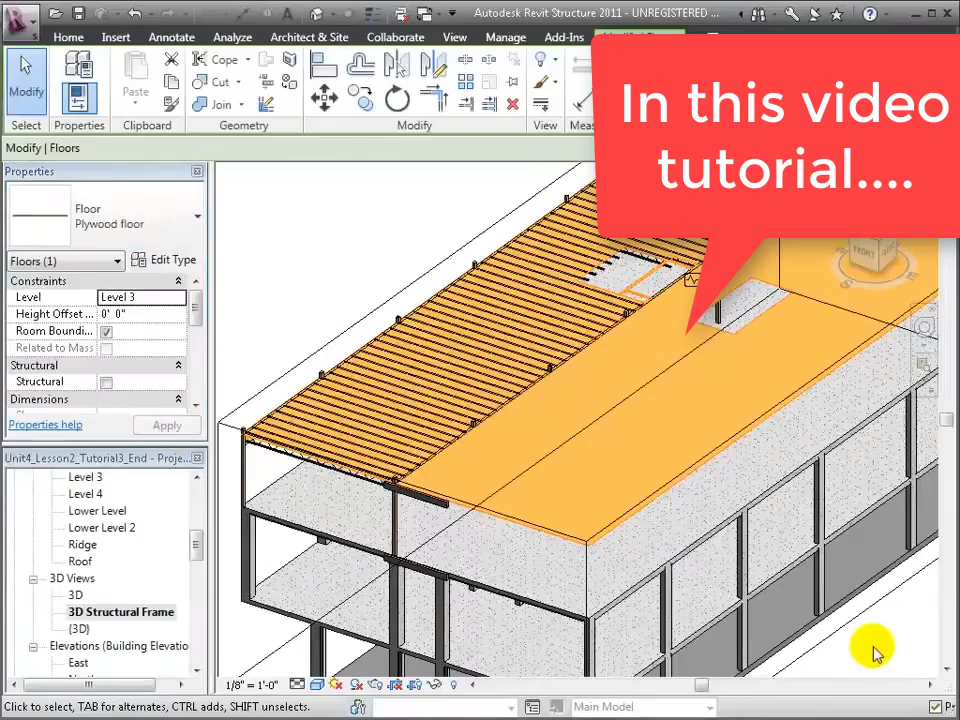 Autodesk Revit Structure 2011 - UNREGISTERED ...
Home Insert Annotate Analyze Architect & Site Collaborate View Manage Add-Ins
Modify
Paste
Cope
Cut
Join
Select Properties Clipboard Geometry Modify View
In this video
tutorial....
Modify | Floors
Properties
Floor
Plywood floor
Floors (1)
Edit Type
Constraints
Level Level 3
Height Offset ... 0' 0"
Room Boundi...
Related to Mass
Structural
Structural
Dimensions
Properties help
Apply
FRONT
Unit4_Lesson2_Tutorial3_End - Proje...
Level 3
Level 4
Lower Level
Lower Level 2
Ridge
Roof
3D Views
3D
3D Structural Frame
{3D}
Elevations (Building Elevatio
East
1/8" = 1'-0"
Click to select, TAB for alternates, CTRL adds, SHIFT unselects.
Main Model